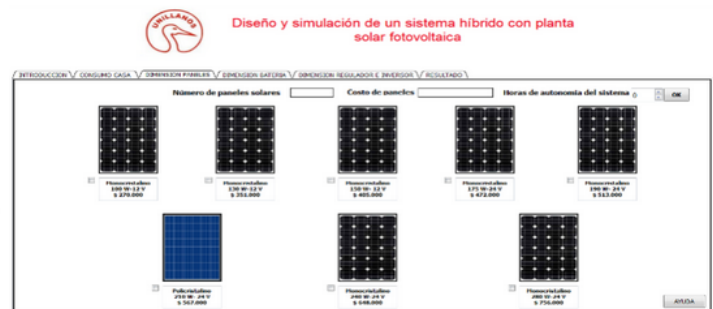 UNILLANOS
Diseño y simulación de un sistema híbrido con planta
solar fotovoltaica
INTRODUCCION
CONSUMO CASA
DIMENSION PANELES
DIMENSION BATERIA
DIMENSION REGULADOR E INVERSOR
RESULTADO
Número de paneles solares
Costo de paneles
Horas de autonomia del sistema 0
OK
Monocristalino
100 W-12 V
$ 270.000
Monocristalino
130 W-12 V
$ 351.000
Monocristalino
150 W- 12 V
$ 405.000
Monocristalino
175 W-24 V
$ 472.000
Monocristalino
190 W- 24 V
$ 513.000
Policristalino
210 W- 24 V
$ 567.000
Monocristalino
240 W-24 V
$ 648.000
Monocristalino
280 W-24 V
$ 756.000
AYUDA